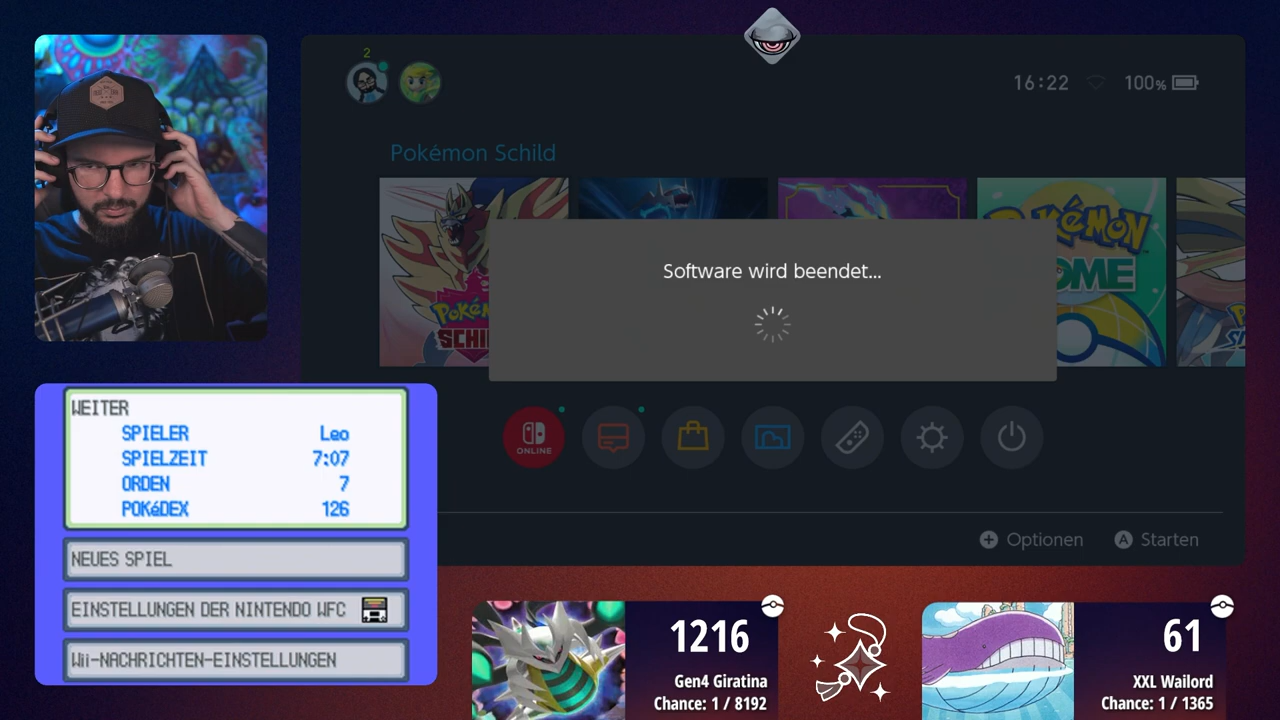 2
16:22
100%
Pokémon Schild
POKÉMON
Software wird beendet...
ONLINE
WEITER
SPIELER Leo
SPIELZEIT 7:07
ORDEN 7
POKéDEX 126
NEUES SPIEL
EINSTELLUNGEN DER NINTENDO WFC
Wii-NACHRICHTEN-EINSTELLUNGEN
Optionen
A Starten
1216
Gen4 Giratina
Chance: 1 / 8192
61
XXL Wailord
Chance: 1 / 1365